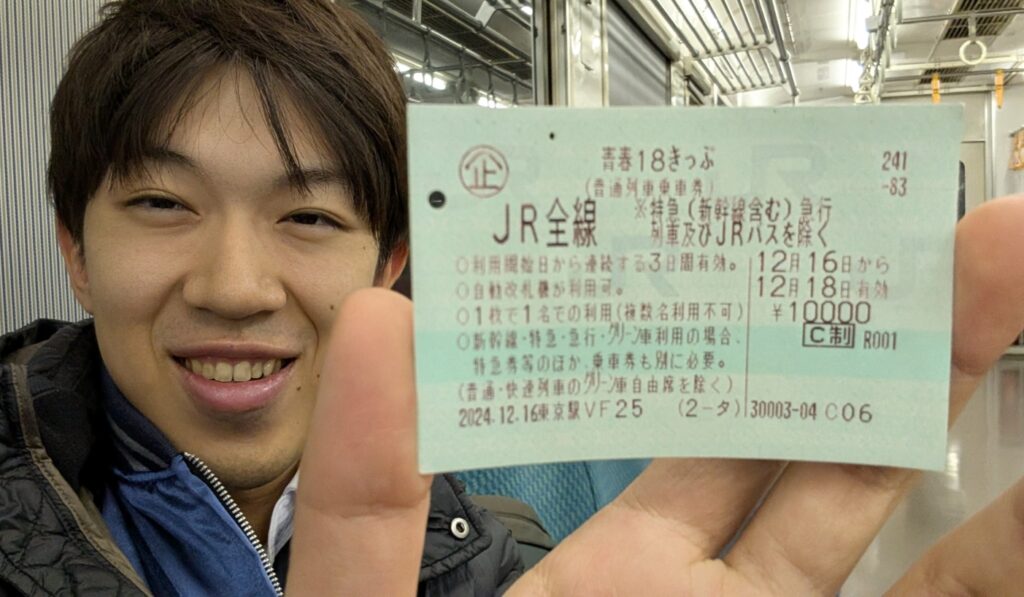 企 青春18きっぷ 241
(普通列車乗車券) -83
JR全線 ※特急(新幹線含む)急行
列車及びJRバスを除く
○利用開始日から連続する3日間有効。 12月16日から
○自動改札機が利用可。 12月18日有効
○1枚で1名での利用(複数名利用不可) ¥10000
○新幹線・特急・急行・グリーン車利用の場合、 C制 R001
特急券等のほか、乗車券も別に必要。
(普通・快速列車のグリーン車自由席を除く)
2024.12.16東京駅VF25 (2-タ) 30003-04 C06